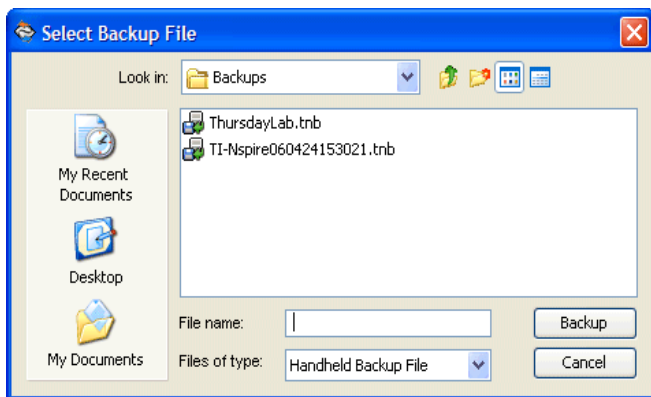 Select Backup File
Look in: Backups
ThursdayLab.tnb
TI-Nspire060424153021.tnb
My Recent
Documents
Desktop
My Documents
File name: Backup
Files of type: Handheld Backup File Cancel